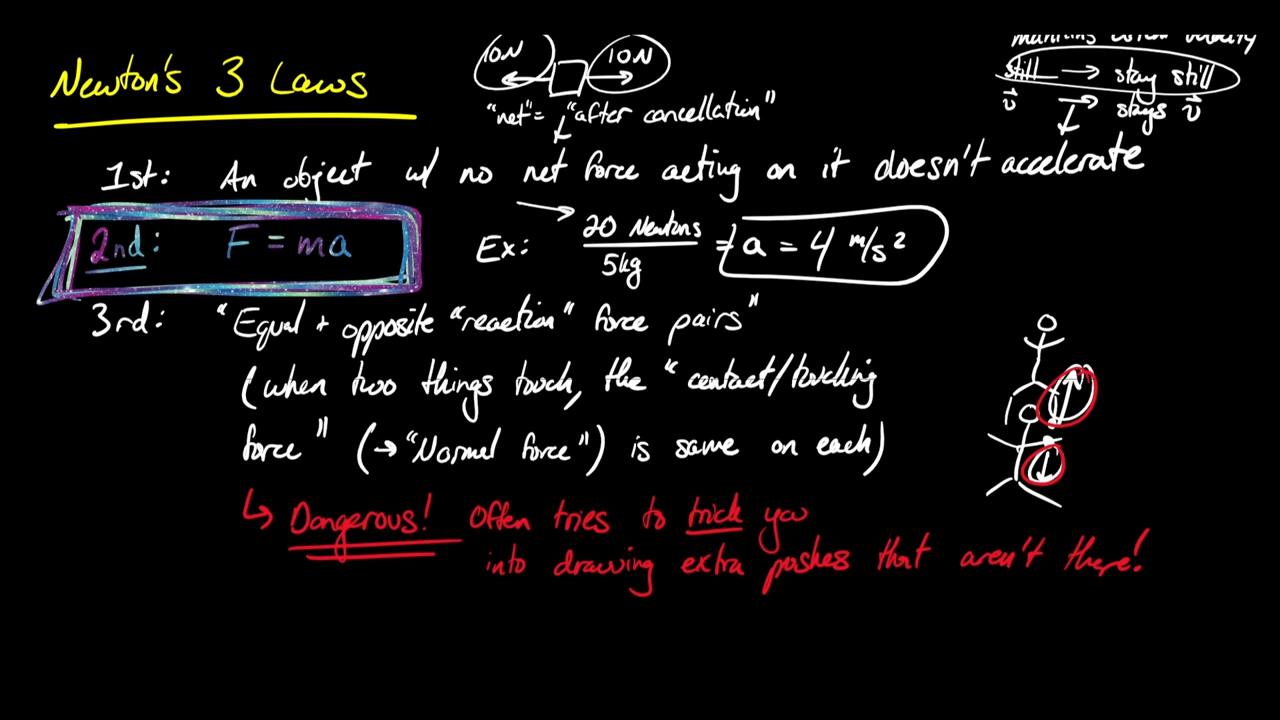 10N 10N
Newton's 3 Laws
"net" = "after cancellation"
velocity
still → stay still
v → stays v
1st: An object w/ no net force acting on it doesn't accelerate
2nd: F = ma
Ex: 20 Newtons / 5kg = a = 4 m/s²
3rd: "Equal + opposite "reaction" force pairs"
(when two things touch, the "contact/touching
force" (→ "Normal force") is same on each)
↳ Dangerous! Often tries to trick you
into drawing extra pushes that aren't there!